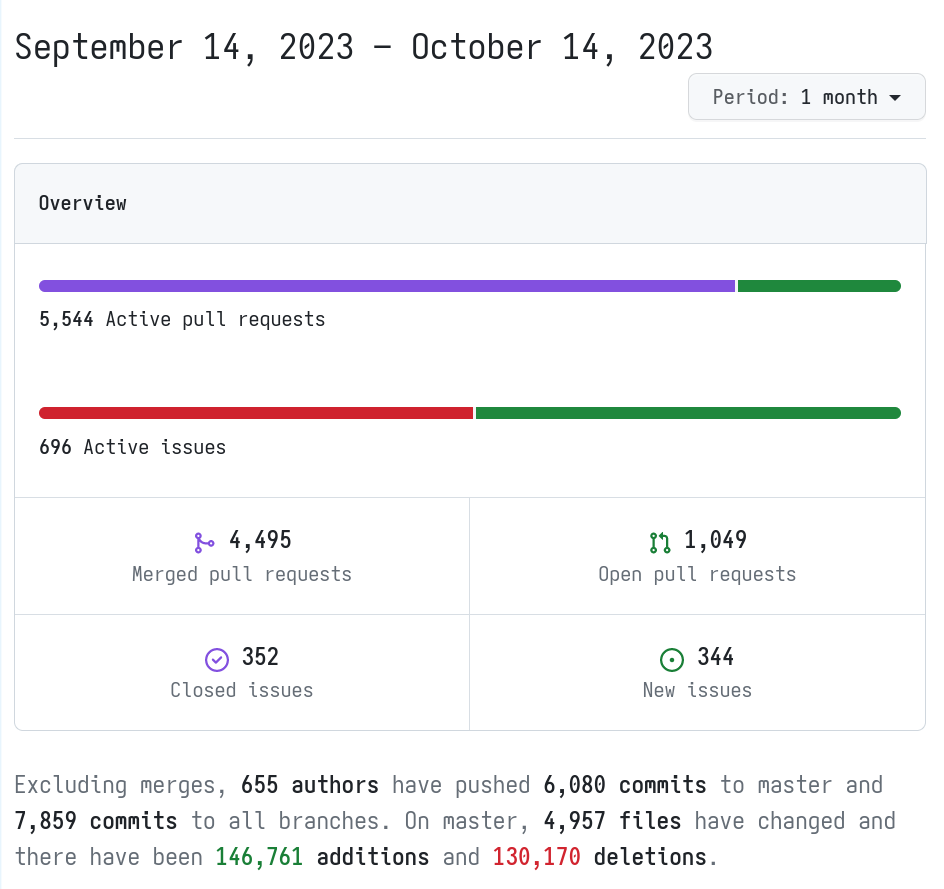 September 14, 2023 – October 14, 2023
Period: 1 month
Overview
5,544 Active pull requests
696 Active issues
4,495
Merged pull requests
1,049
Open pull requests
352
Closed issues
344
New issues
Excluding merges, 655 authors have pushed 6,080 commits to master and
7,859 commits to all branches. On master, 4,957 files have changed and
there have been 146,761 additions and 130,170 deletions.